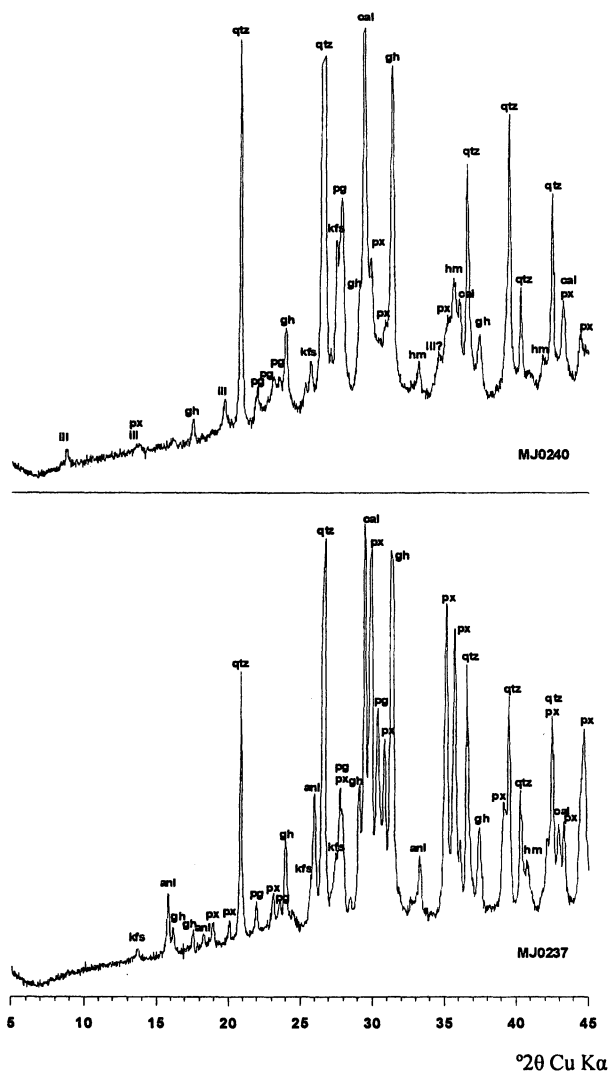 cal
qtz
qtz
gh
qtz
qtz
qtz
pg
kfs
px
hm
gh
cal
qtz
cal
px
px
px
gh
px
kfs
ill?
gh
hm
hm
pg
pg
pg
ill
gh
px
ill
ill
MJ0240
cal
qtz
px
gh
px
px
qtz
qtz
pg
qtz
qtz
px
px
px
pg
px
gh
anl
qtz
px
cal
px
gh
gh
kfs
anl
hm
kfs
anl
px
pg
pg
gh
gh
anl
px
px
kfs
MJ0237
5 10 15 20 25 30 35 40 45
°2θ Cu Kα